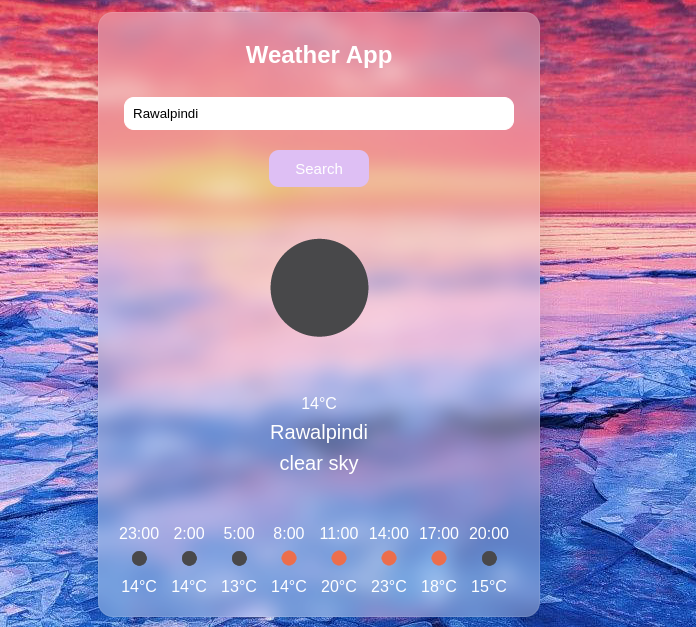 Weather App
Rawalpindi
Search
14°C
Rawalpindi
clear sky
23:00 2:00 5:00 8:00 11:00 14:00 17:00 20:00
14°C 14°C 13°C 14°C 20°C 23°C 18°C 15°C